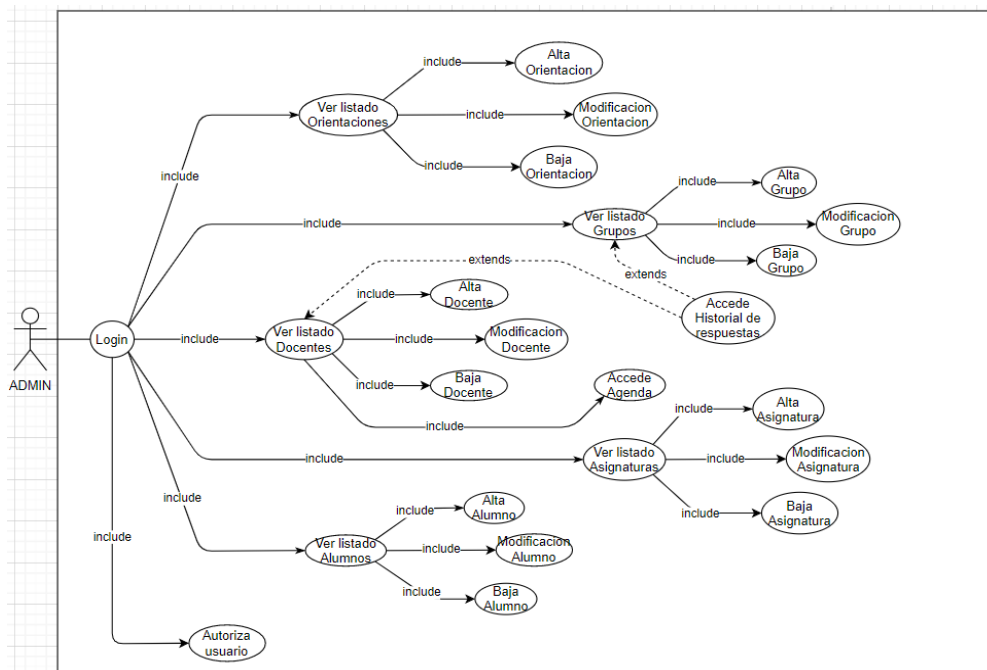 include
Alta
Orientacion
Ver listado
Orientaciones
include
Modificacion
Orientacion
include
Baja
Orientacion
include
include
Ver listado
Grupos
include
Alta
Grupo
include
Modificacion
Grupo
include
Baja
Grupo
extends
extends
Accede
Historial de
respuestas
ADMIN
Login
include
Ver listado
Docentes
include
Alta
Docente
include
Modificacion
Docente
include
Baja
Docente
include
Accede
Agenda
include
Ver listado
Asignaturas
include
Alta
Asignatura
include
Modificacion
Asignatura
include
Baja
Asignatura
include
Ver listado
Alumnos
include
Alta
Alumno
include
Modificacion
Alumno
include
Baja
Alumno
include
Autoriza
usuario